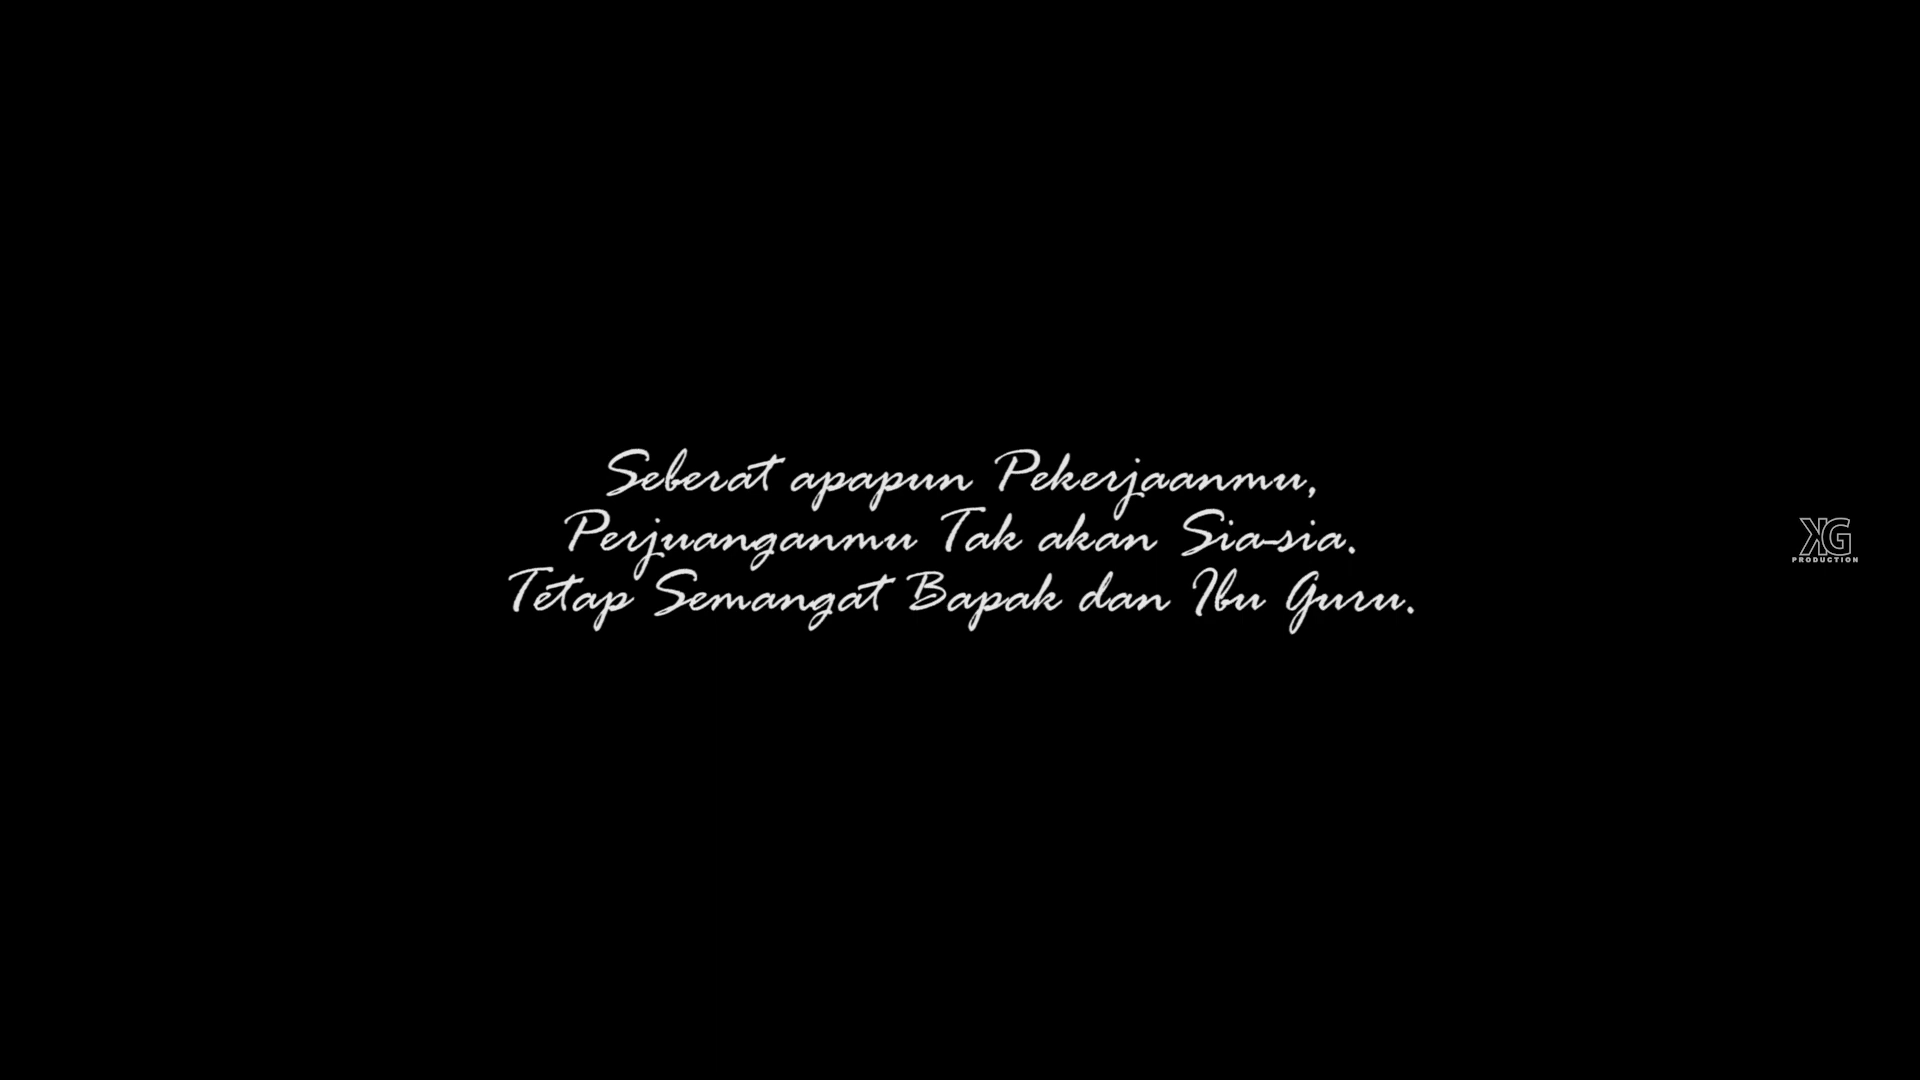 Seberat apapun Pekerjaanmu,
Perjuanganmu Tak akan Sia-sia.
Tetap Semangat Bapak dan Ibu Guru.
KG
PRODUCTION